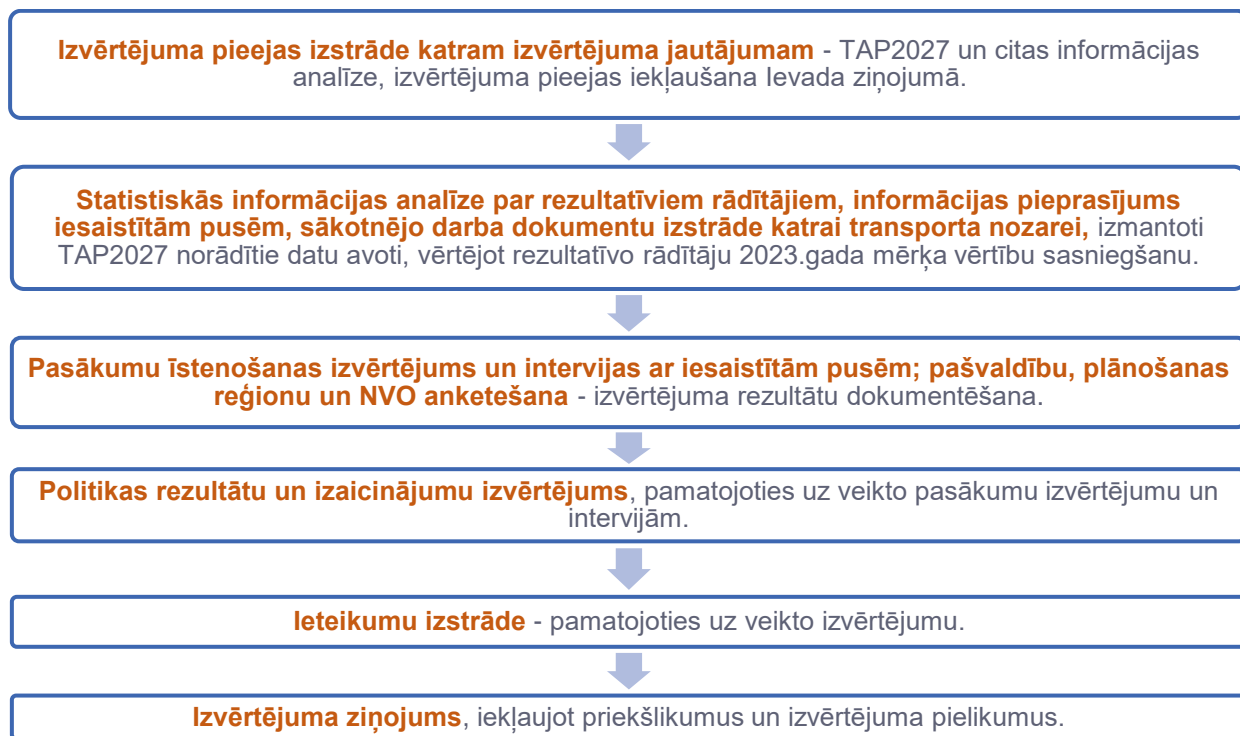 Izvērtējuma pieejas izstrāde katram izvērtējuma jautājumam - TAP2027 un citas informācijas
analīze, izvērtējuma pieejas iekļaušana Ievada ziņojumā.
Statistiskās informācijas analīze par rezultatīviem rādītājiem, informācijas pieprasījums
iesaistītām pusēm, sākotnējo darba dokumentu izstrāde katrai transporta nozarei, izmantoti
TAP2027 norādītie datu avoti, vērtējot rezultatīvo rādītāju 2023.gada mērķa vērtību sasniegšanu.
Pasākumu īstenošanas izvērtējums un intervijas ar iesaistītām pusēm; pašvaldību, plānošanas
reģionu un NVO anketešana - izvērtējuma rezultātu dokumentēšana.
Politikas rezultātu un izaicinājumu izvērtējums, pamatojoties uz veikto pasākumu izvērtējumu un
intervijām.
Ieteikumu izstrāde - pamatojoties uz veikto izvērtējumu.
Izvērtējuma ziņojums, iekļaujot priekšlikumus un izvērtējuma pielikumus.